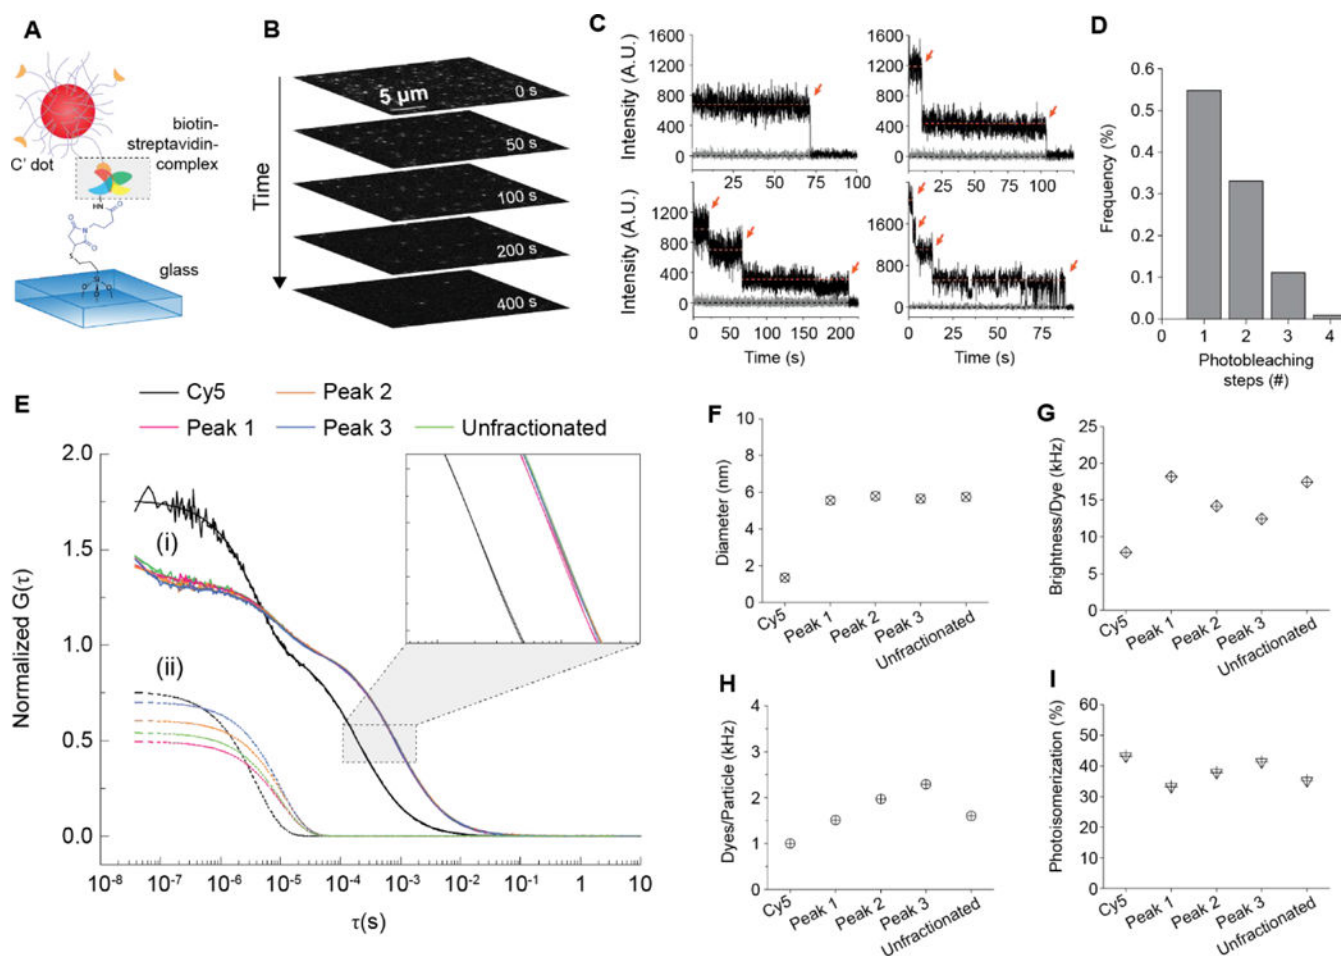 A
biotin-
streptavidin-
complex
C' dot
HN
O
O
N
O
S
Si
O
O
O
glass
B
Time
5 µm
0 s
50 s
100 s
200 s
400 s
C
Intensity (A.U.)
1600
1200
800
400
0
25 50 75 100
1600
1200
800
400
0
25 50 75 100
Intensity (A.U.)
1200
800
400
0
0 50 100 150 200
Time (s)
1600
800
400
0
0 25 50 75
Time (s)
D
Frequency (%)
0.6
0.5
0.4
0.3
0.2
0.1
0.0
0 1 2 3 4
Photobleaching
steps (#)
E
Cy5 Peak 2
Peak 1 Peak 3 Unfractionated
Normalized G(τ)
2.0
1.5
1.0
0.5
0.0
(i)
(ii)
10⁻⁸ 10⁻⁷ 10⁻⁶ 10⁻⁵ 10⁻⁴ 10⁻³ 10⁻² 10⁻¹ 1 10
τ(s)
F
Diameter (nm)
10
8
6
4
2
0
Cy5 Peak 1 Peak 2 Peak 3 Unfractionated
G
Brightness/Dye (kHz)
25
20
15
10
5
0
Cy5 Peak 1 Peak 2 Peak 3 Unfractionated
H
Dyes/Particle (kHz)
4
3
2
1
0
Cy5 Peak 1 Peak 2 Peak 3 Unfractionated
I
Photoisomerization (%)
60
50
40
30
20
10
0
Cy5 Peak 1 Peak 2 Peak 3 Unfractionated